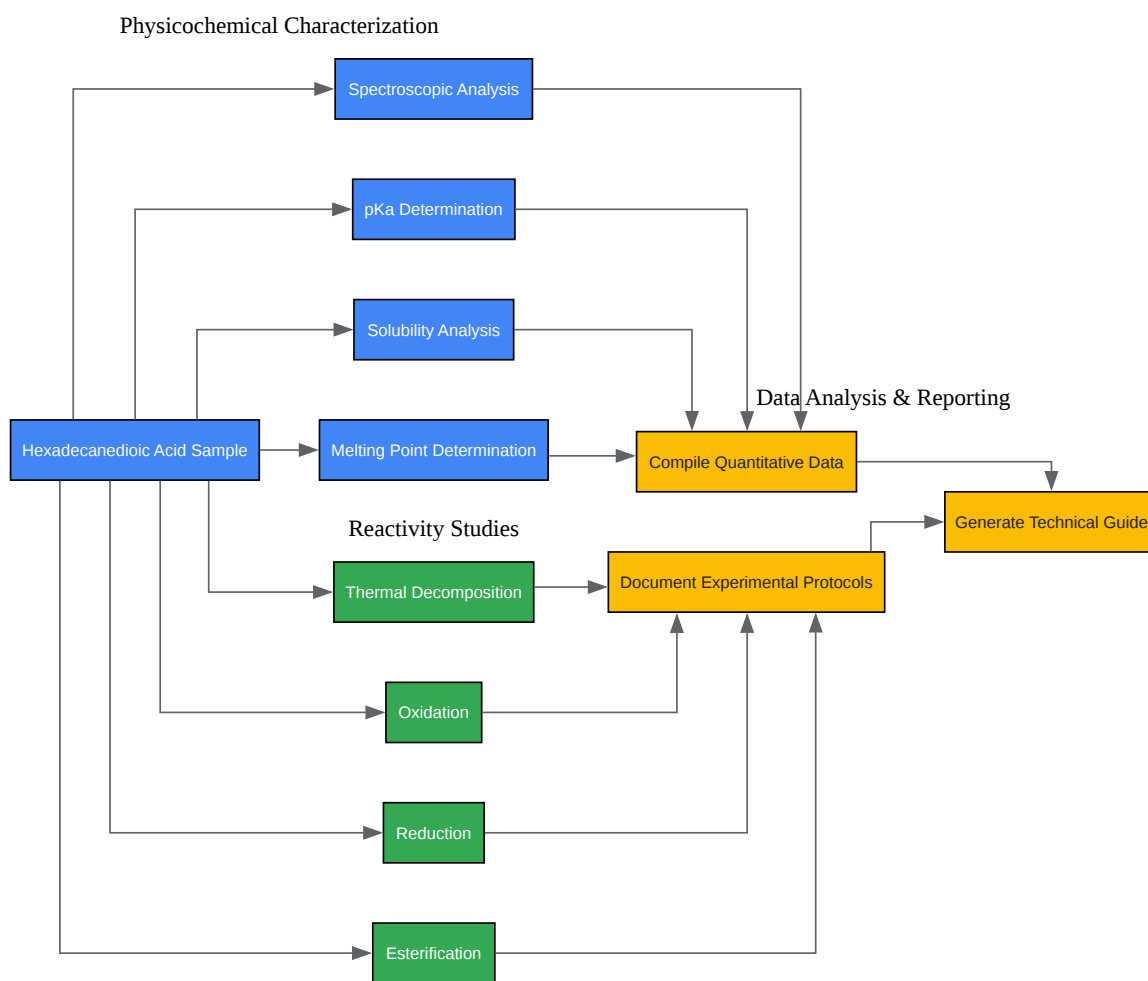 Physicochemical Characterization
Spectroscopic Analysis
pKa Determination
Solubility Analysis
Data Analysis & Reporting
Hexadecanedioic Acid Sample
Melting Point Determination
Compile Quantitative Data
Generate Technical Guide
Reactivity Studies
Thermal Decomposition
Document Experimental Protocols
Oxidation
Reduction
Esterification